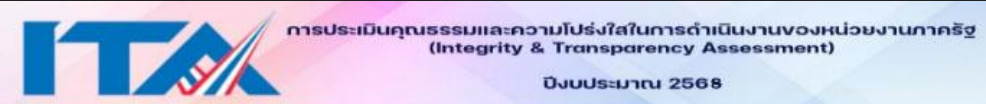 ITA
การประเมินคุณธรรมและความโปร่งใสในการดำเนินงานของหน่วยงานภาครัฐ
(Integrity & Transparency Assessment)
ปีงบประมาณ 2568